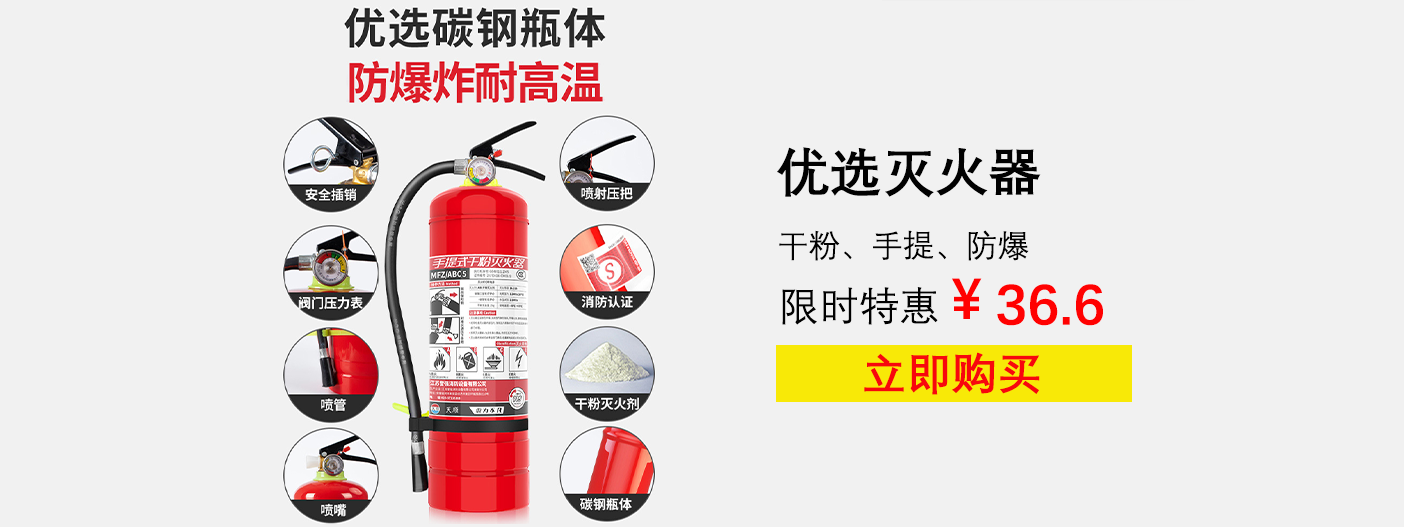 优选碳钢瓶体
防爆炸耐高温
安全插销
喷射压把
阀门压力表
消防认证
喷管
干粉灭火剂
喷嘴
碳钢瓶体
手提式干粉灭火器
MFZ/ABC5
天顺
优选灭火器
干粉、手提、防爆
限时特惠 ¥ 36.6
立即购买